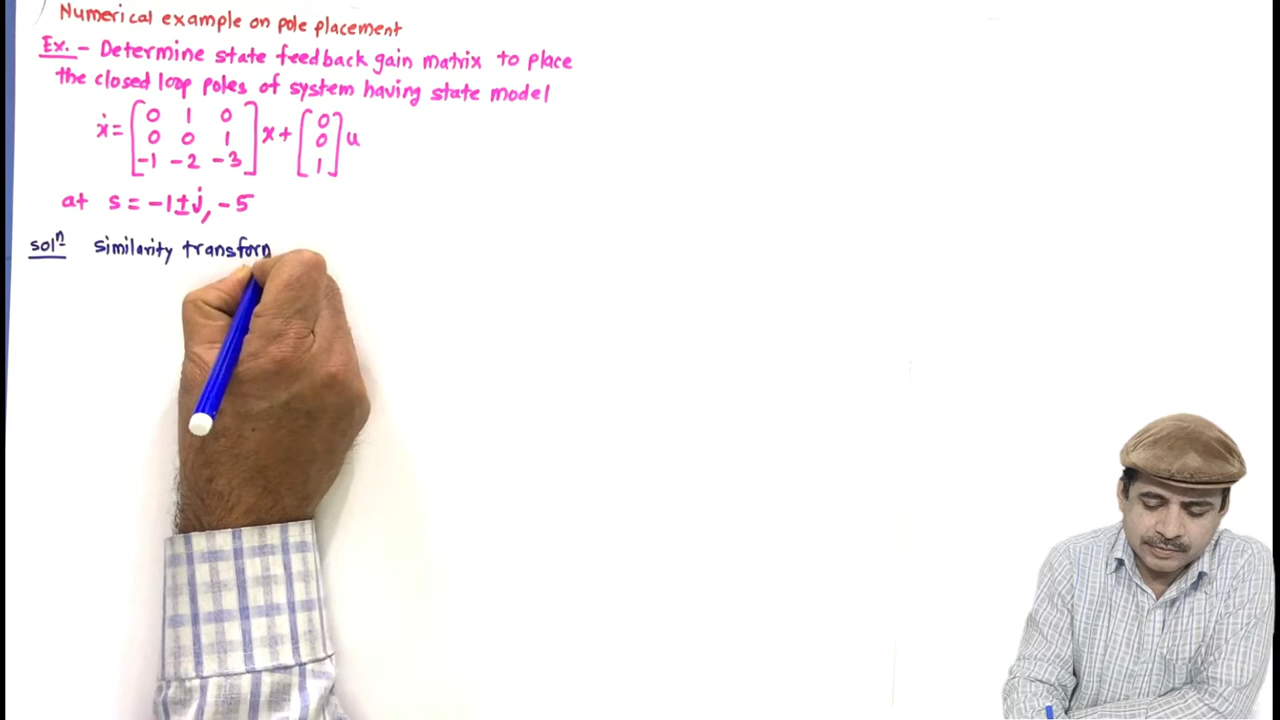 Numerical example on pole placement
Ex. - Determine state feedback gain matrix to place
the closed loop poles of system having state model
ẋ = [0 1 0; 0 0 1; -1 -2 -3] x + [0; 0; 1] u
at s = -1±j, -5
solⁿ Similarity transform